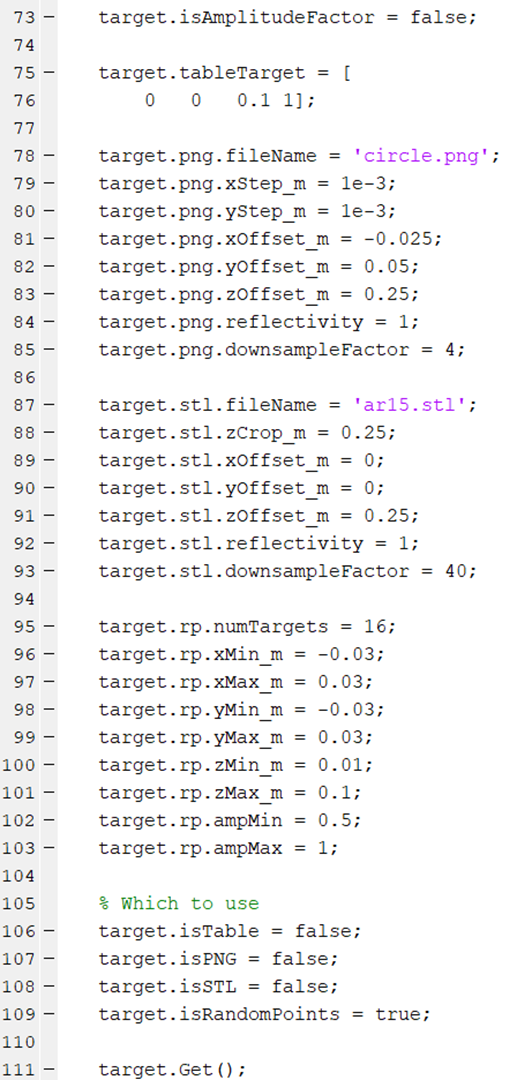 73 – target.isAmplitudeFactor = false;
74
75 – target.tableTarget = [
76 0 0 0.1 1];
77
78 – target.png.fileName = 'circle.png';
79 – target.png.xStep_m = 1e-3;
80 – target.png.yStep_m = 1e-3;
81 – target.png.xOffset_m = -0.025;
82 – target.png.yOffset_m = 0.05;
83 – target.png.zOffset_m = 0.25;
84 – target.png.reflectivity = 1;
85 – target.png.downsampleFactor = 4;
86
87 – target.stl.fileName = 'ar15.stl';
88 – target.stl.zCrop_m = 0.25;
89 – target.stl.xOffset_m = 0;
90 – target.stl.yOffset_m = 0;
91 – target.stl.zOffset_m = 0.25;
92 – target.stl.reflectivity = 1;
93 – target.stl.downsampleFactor = 40;
94
95 – target.rp.numTargets = 16;
96 – target.rp.xMin_m = -0.03;
97 – target.rp.xMax_m = 0.03;
98 – target.rp.yMin_m = -0.03;
99 – target.rp.yMax_m = 0.03;
100 – target.rp.zMin_m = 0.01;
101 – target.rp.zMax_m = 0.1;
102 – target.rp.ampMin = 0.5;
103 – target.rp.ampMax = 1;
104
105 % Which to use
106 – target.isTable = false;
107 – target.isPNG = false;
108 – target.isSTL = false;
109 – target.isRandomPoints = true;
110
111 – target.Get();